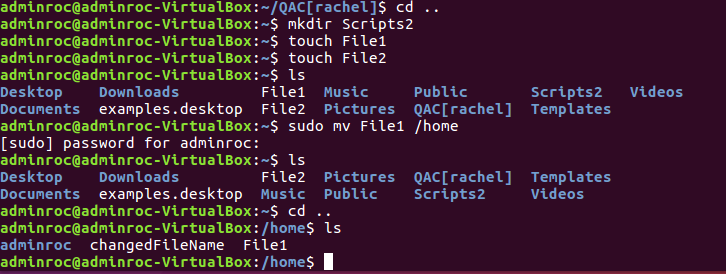 adminroc@adminroc-VirtualBox:~/QAC[rachel]$ cd ..
adminroc@adminroc-VirtualBox:~$ mkdir Scripts2
adminroc@adminroc-VirtualBox:~$ touch File1
adminroc@adminroc-VirtualBox:~$ touch File2
adminroc@adminroc-VirtualBox:~$ ls
Desktop    Downloads         File1  Music     Public       Scripts2   Videos
Documents  examples.desktop  File2  Pictures  QAC[rachel]  Templates
adminroc@adminroc-VirtualBox:~$ sudo mv File1 /home
[sudo] password for adminroc:
adminroc@adminroc-VirtualBox:~$ ls
Desktop    Downloads         File2  Pictures  QAC[rachel]  Templates
Documents  examples.desktop  Music  Public    Scripts2     Videos
adminroc@adminroc-VirtualBox:~$ cd ..
adminroc@adminroc-VirtualBox:/home$ ls
adminroc  changedFileName  File1
adminroc@adminroc-VirtualBox:/home$